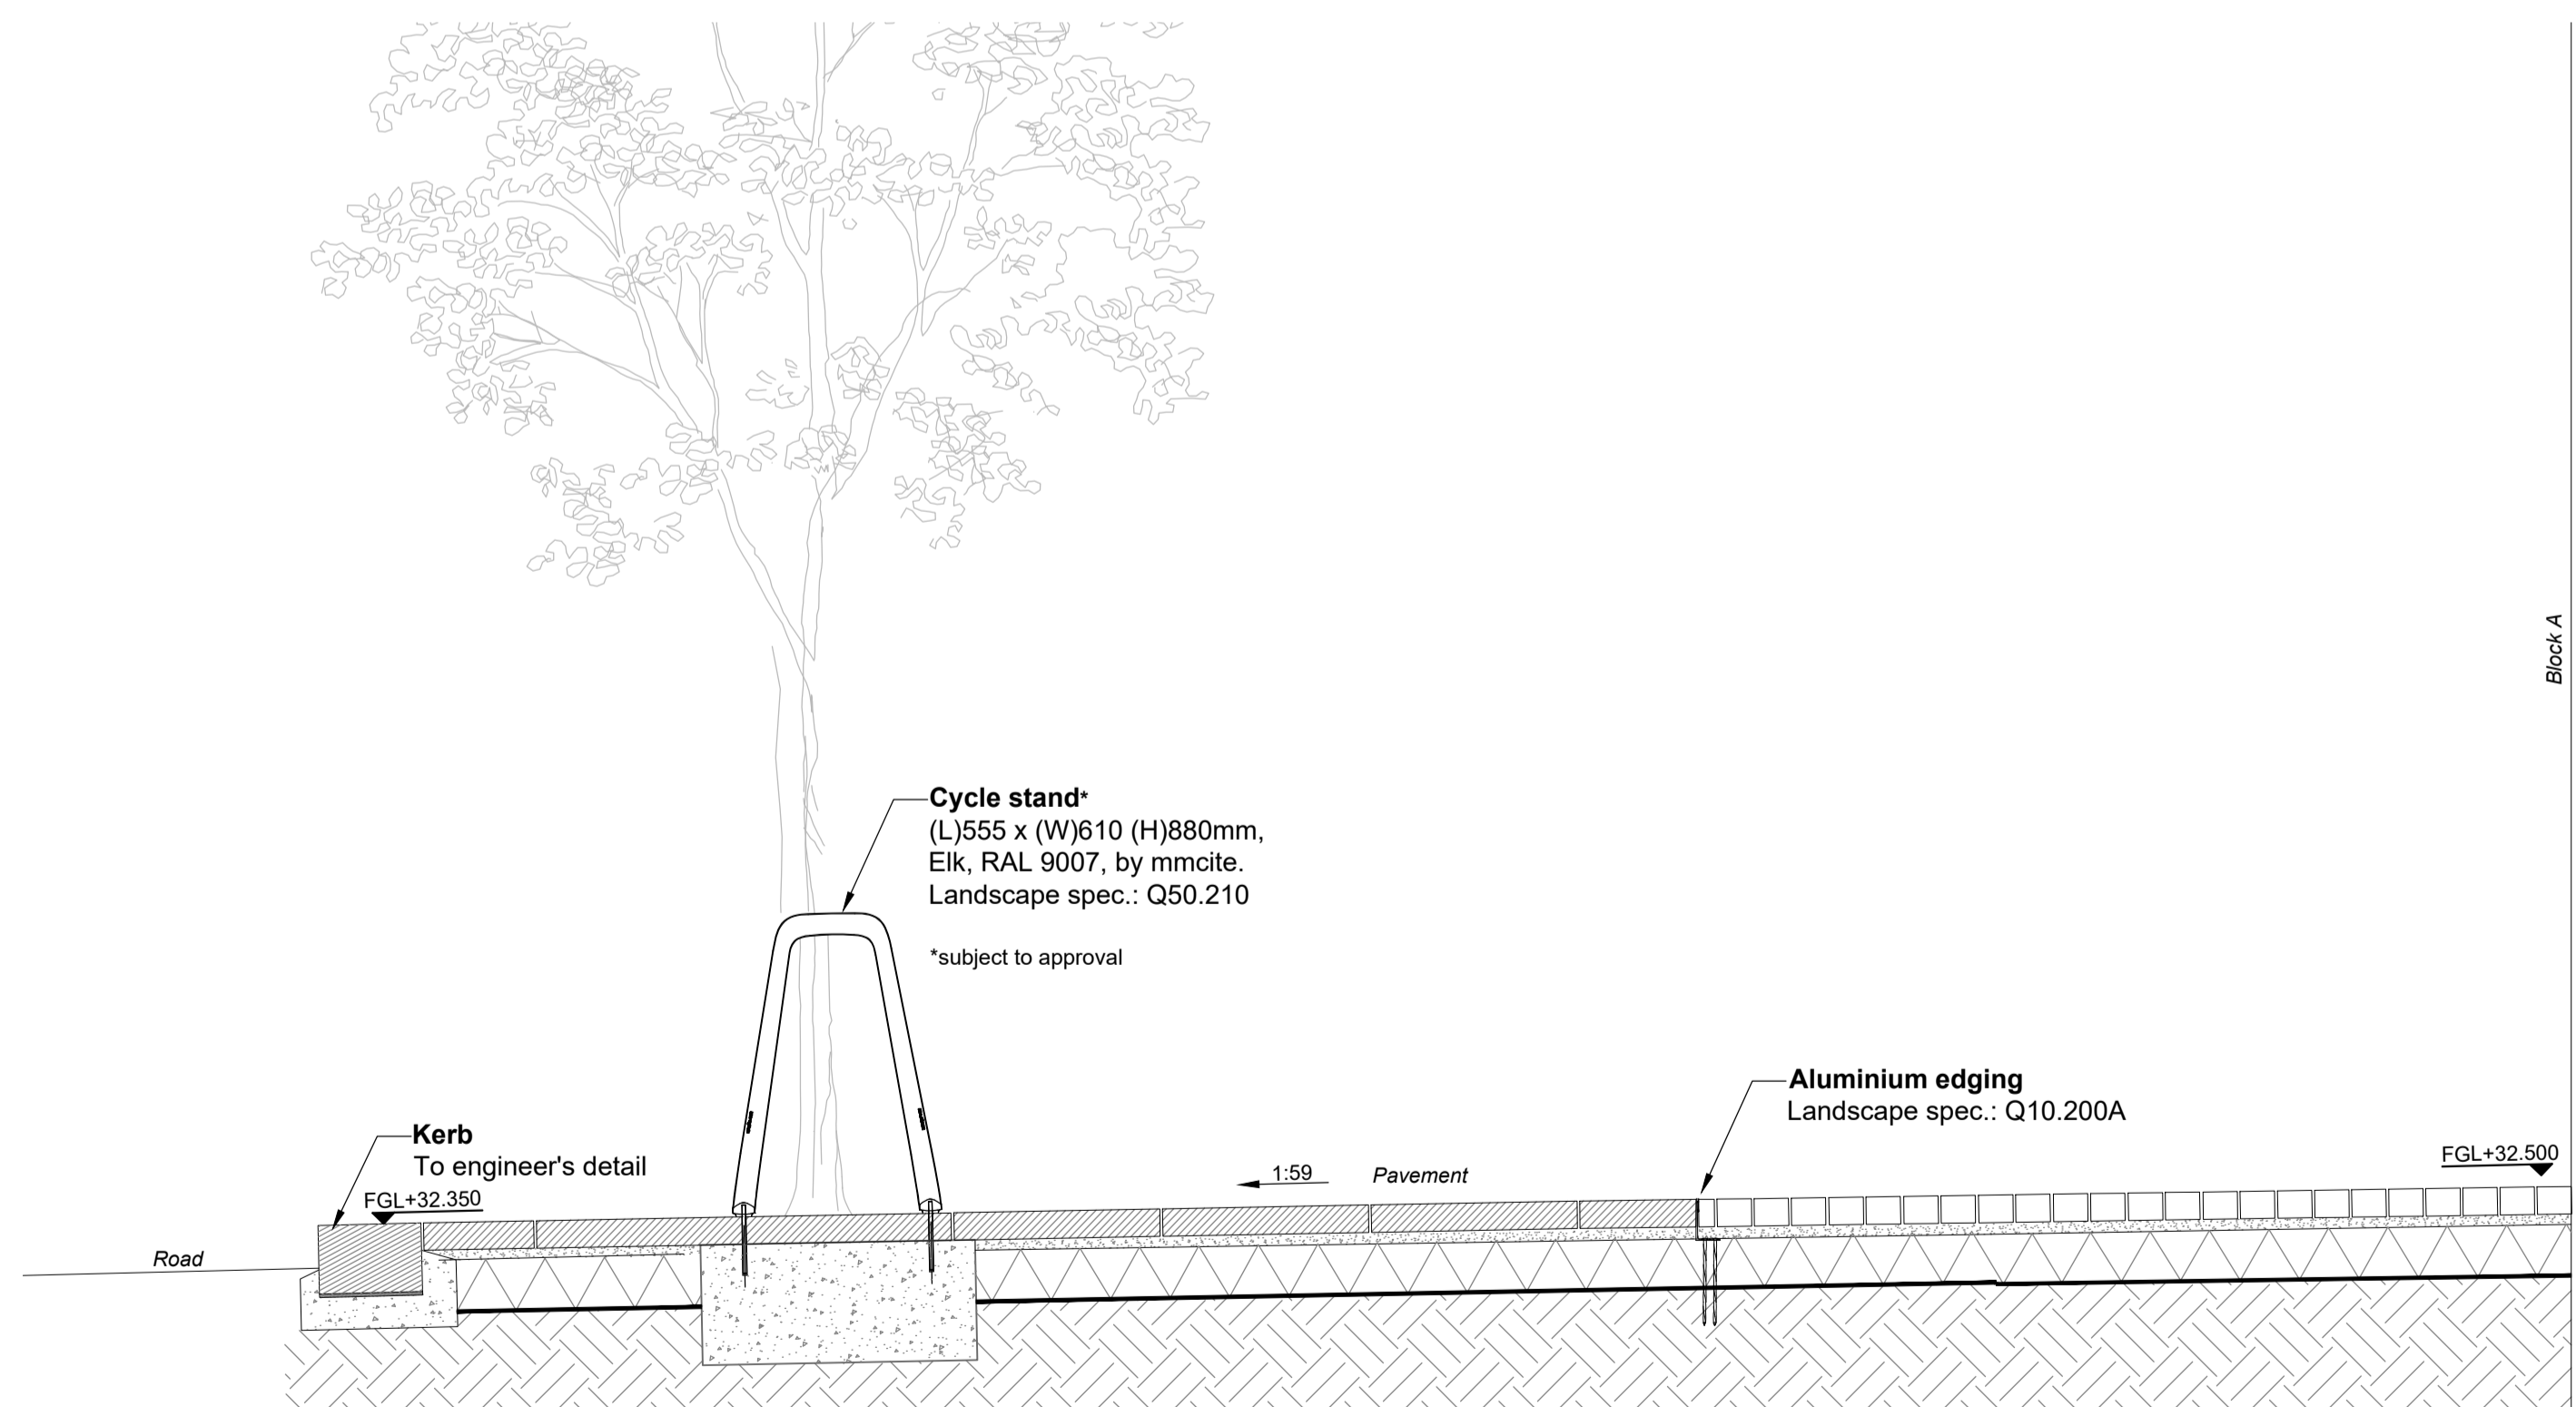 Block A
Cycle stand*
(L)555 x (W)610 (H)880mm,
Elk, RAL 9007, by mmcite.
Landscape spec.: Q50.210
*subject to approval
Aluminium edging
Landscape spec.: Q10.200A
Kerb
To engineer's detail
FGL+32.350
1:59
Pavement
FGL+32.500
Road